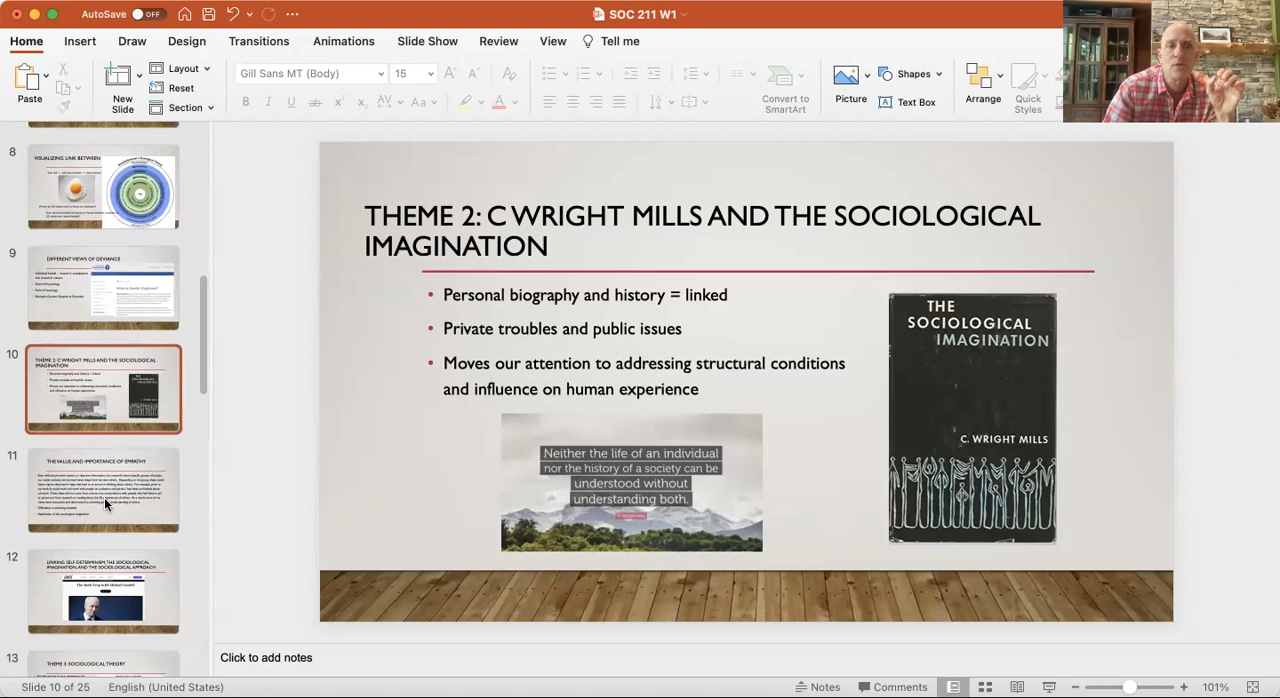 AutoSave OFF
SOC 211 W1
Home Insert Draw Design Transitions Animations Slide Show Review View Tell me
Paste
New
Slide
Layout
Reset
Section
Gill Sans MT (Body)
15
Convert to
SmartArt
Picture
Shapes
Text Box
Arrange
Quick
Styles
8
VISUALIZING LINK BETWEEN
9
DIFFERENT VIEWS OF DEVIANCE
10
THEME 2: C WRIGHT MILLS AND THE SOCIOLOGICAL
IMAGINATION
11
THE VALUE AND IMPORTANCE OF EMPATHY
12
LINKING SELF-DETERMINISM, THE SOCIOLOGICAL
IMAGINATION, AND THE SOCIOLOGICAL APPROACH
13
THEME 3: SOCIOLOGICAL THEORY
THEME 2: C WRIGHT MILLS AND THE SOCIOLOGICAL
IMAGINATION
• Personal biography and history = linked
• Private troubles and public issues
• Moves our attention to addressing structural conditions
and influence on human experience
Neither the life of an individual
nor the history of a society can be
understood without
understanding both.
THE
SOCIOLOGICAL
IMAGINATION
C. WRIGHT MILLS
Click to add notes
Slide 10 of 25 English (United States)
Notes Comments 101%